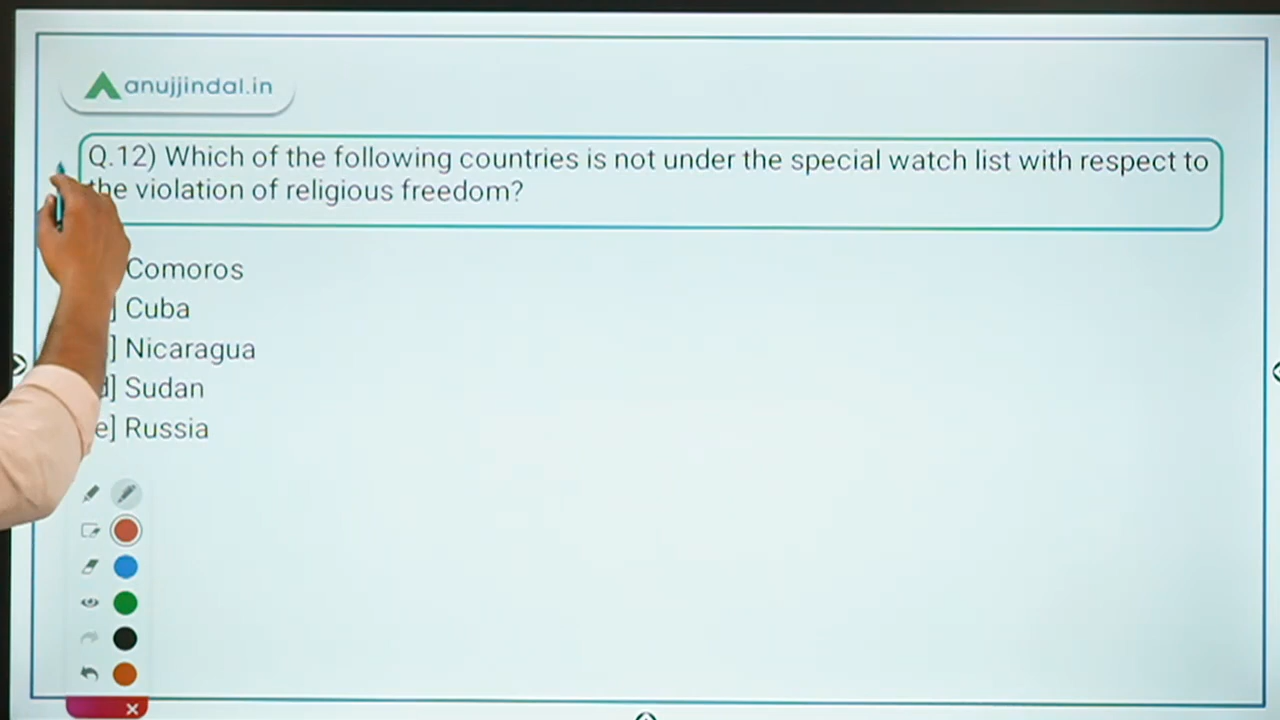 anujjindal.in
Q.12) Which of the following countries is not under the special watch list with respect to
the violation of religious freedom?
Comoros
] Cuba
] Nicaragua
d] Sudan
e] Russia